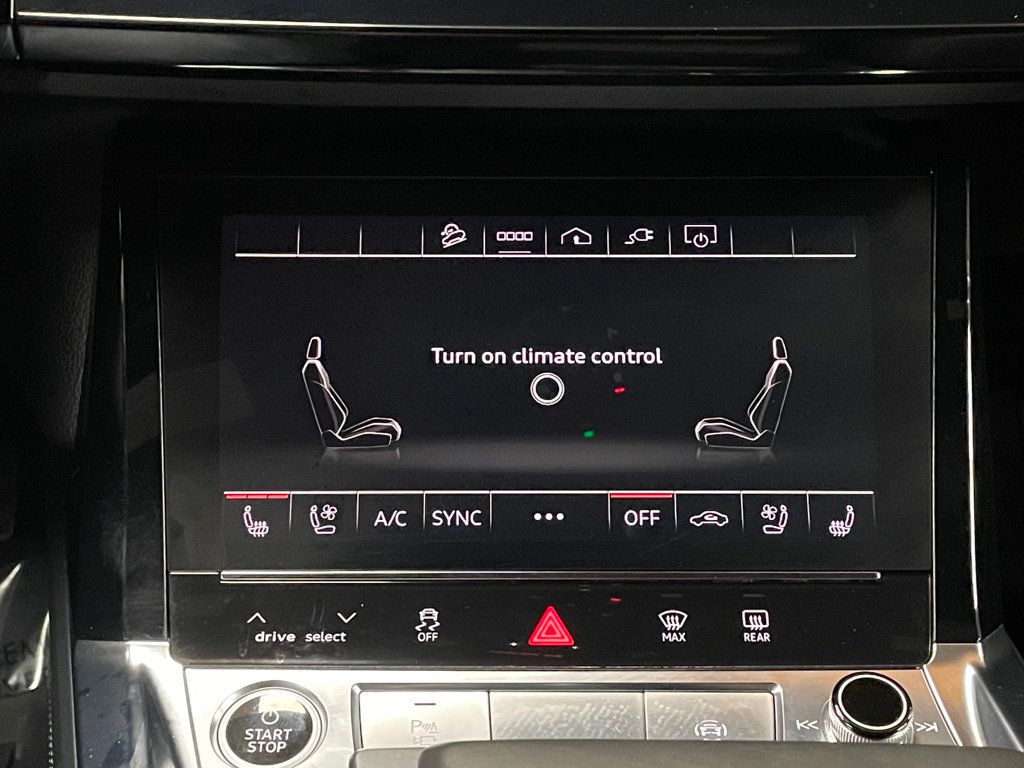 Turn on climate control
A/C SYNC ... OFF
drive select OFF MAX REAR
START
STOP
P